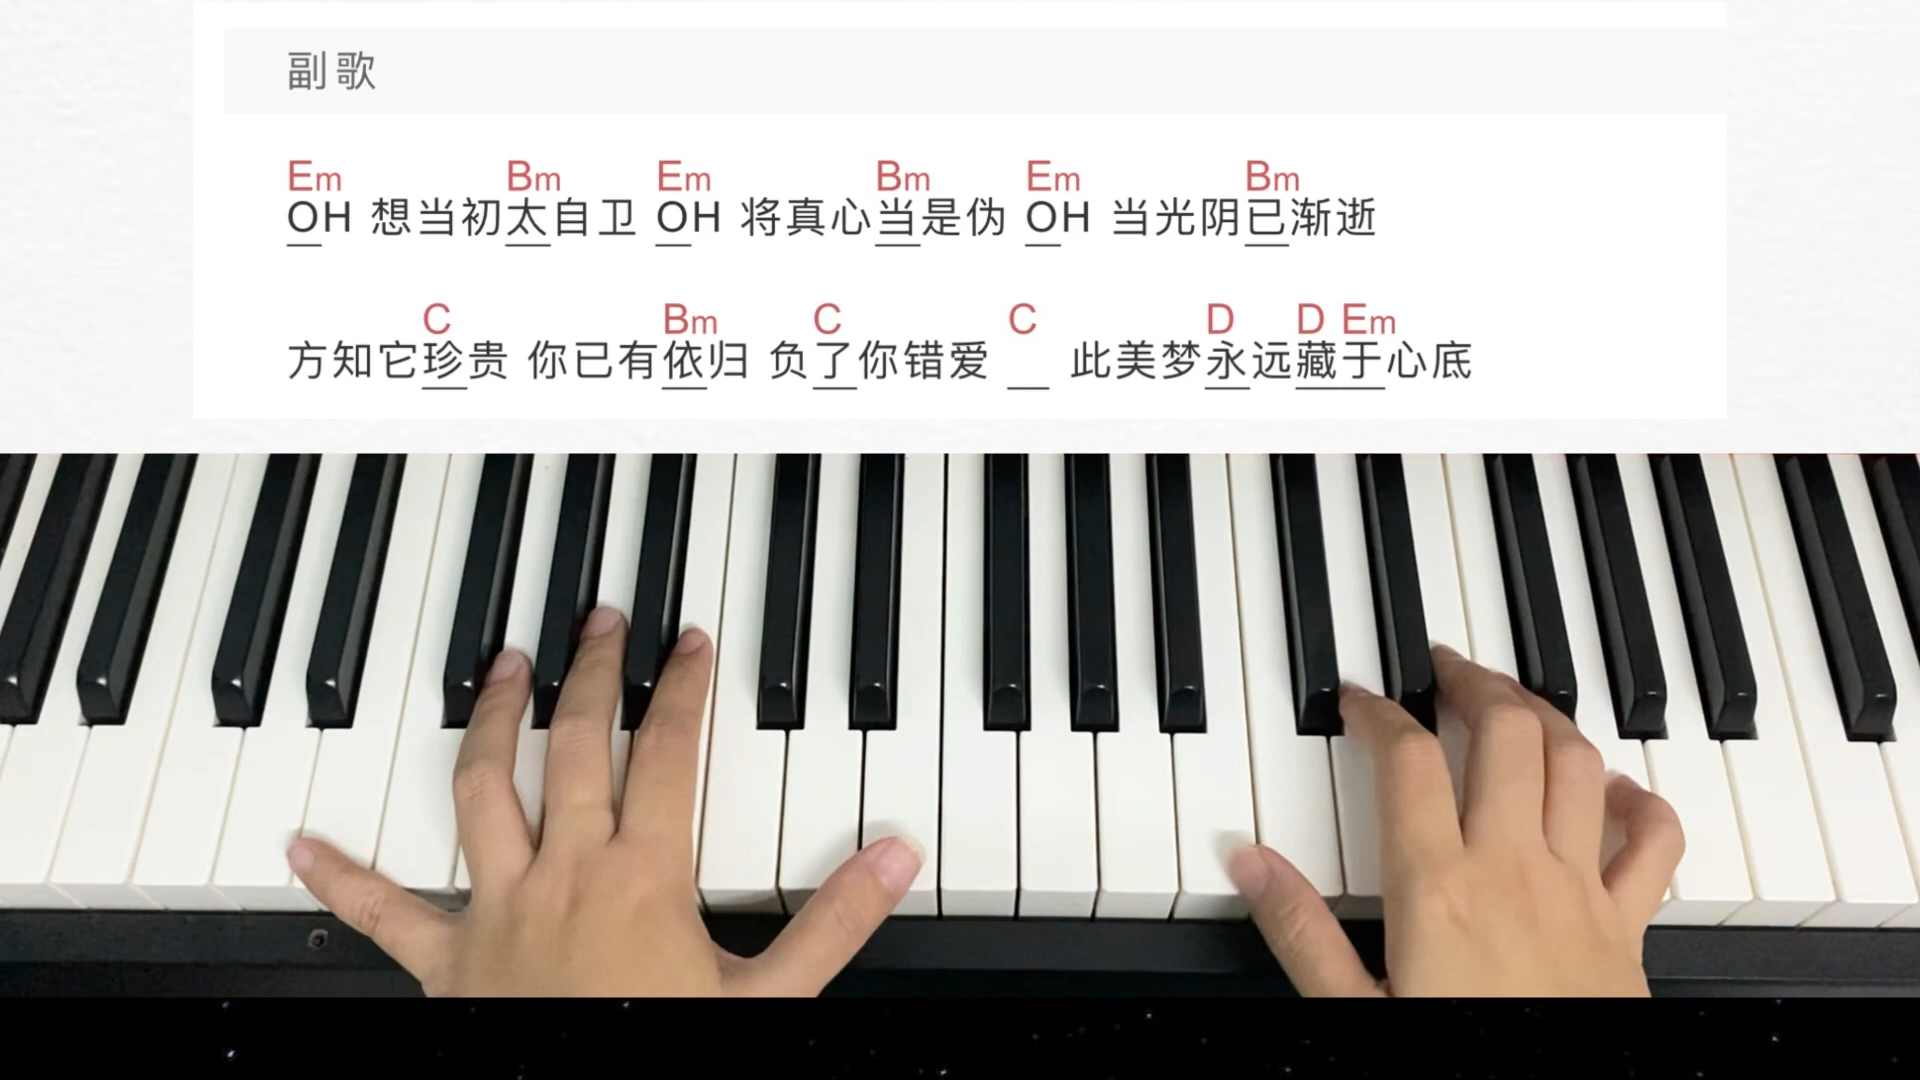 副歌
Em Bm Em Bm Em Bm
OH 想当初太自卫 OH 将真心当是伪 OH 当光阴已渐逝
C Bm C C D D Em
方知它珍贵 你已有依归 负了你错爱 __ 此美梦永远藏于心底